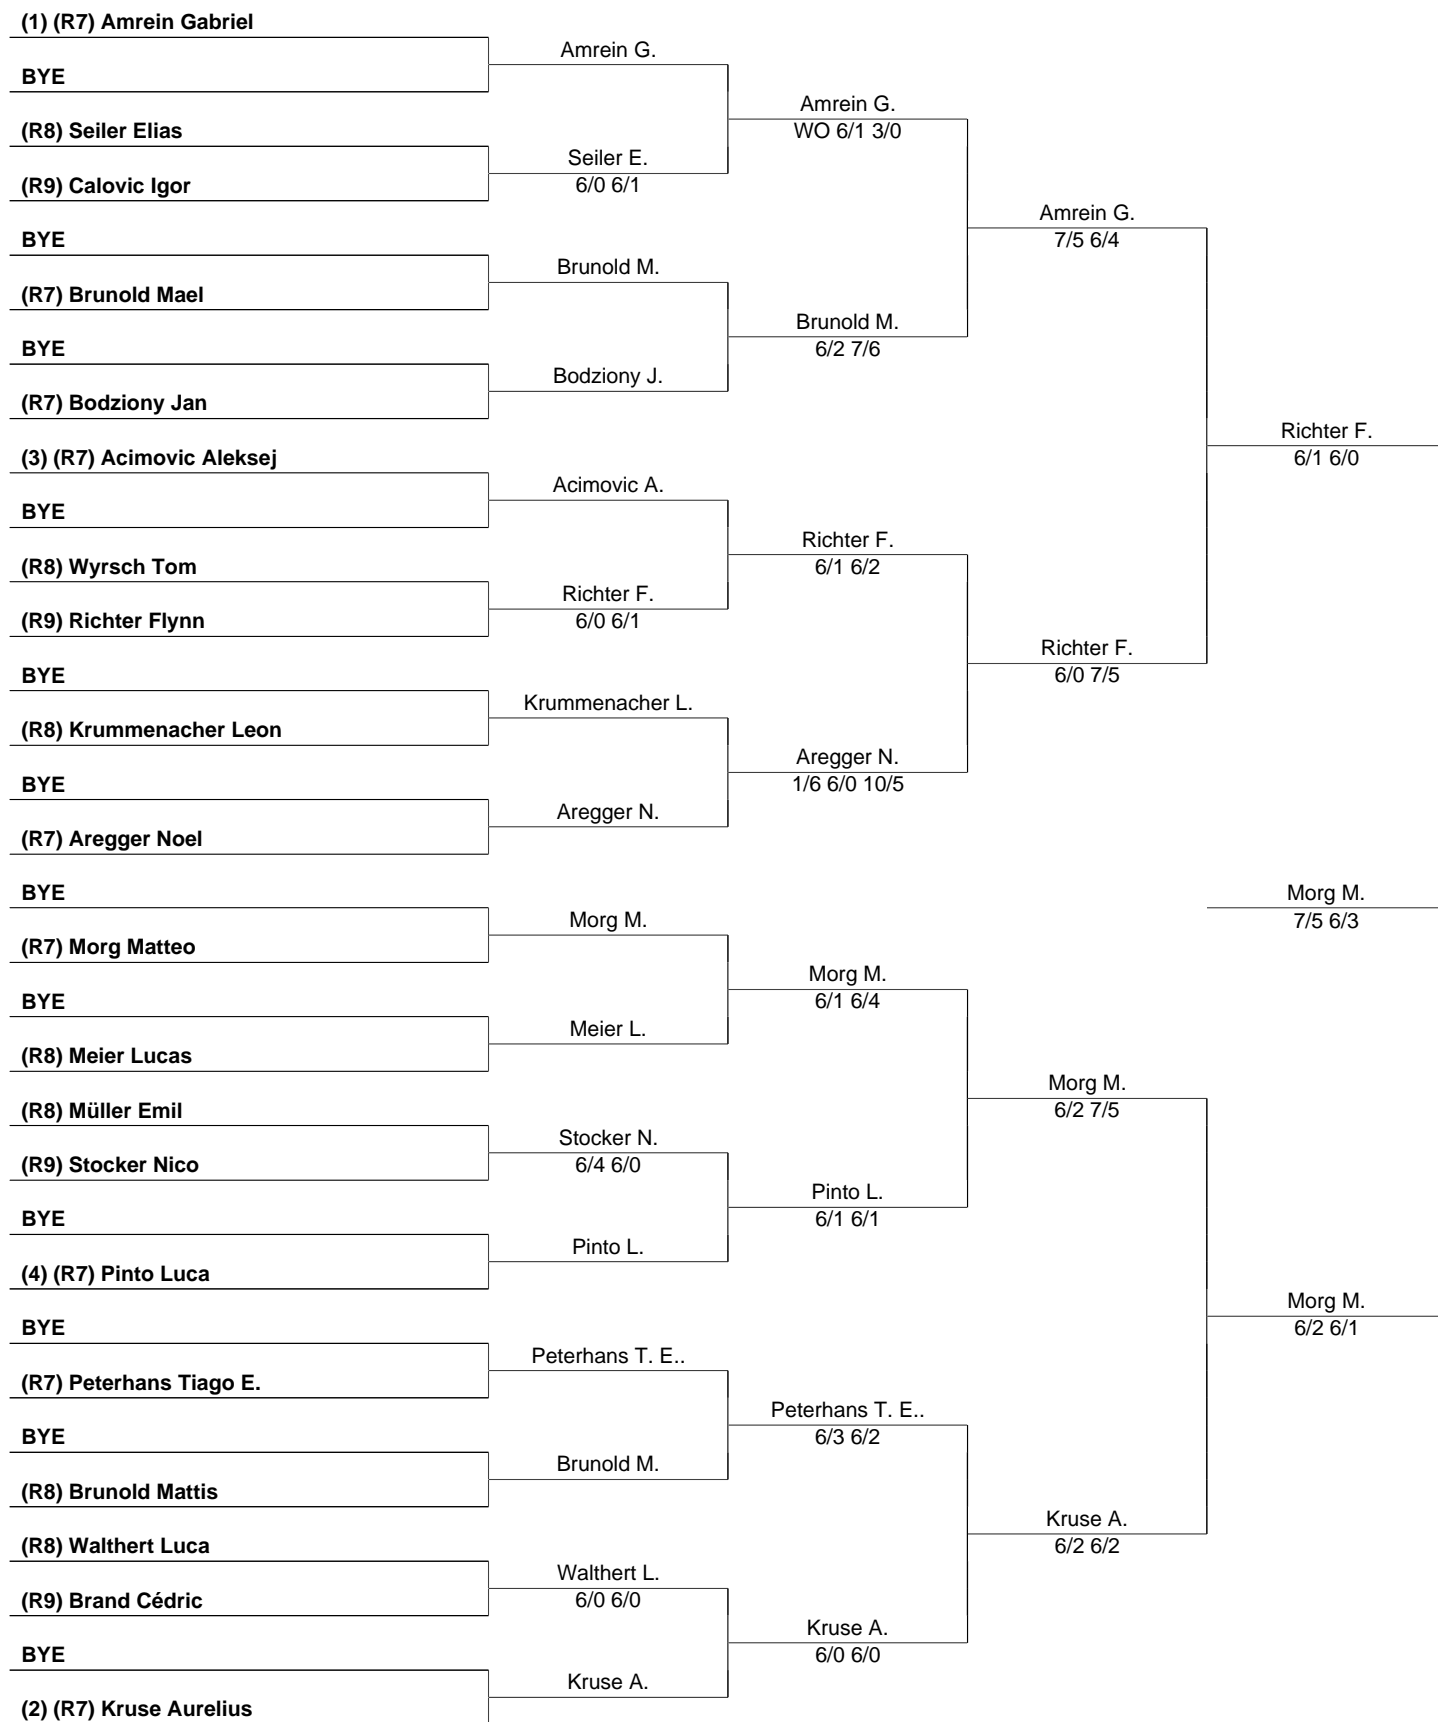 (1) (R7) Amrein Gabriel
Amrein G.
BYE
Amrein G.
WO 6/1 3/0
(R8) Seiler Elias
Seiler E.
6/0 6/1
(R9) Calovic Igor
Amrein G.
7/5 6/4
BYE
Brunold M.
(R7) Brunold Mael
Brunold M.
6/2 7/6
BYE
Bodziony J.
(R7) Bodziony Jan
Richter F.
6/1 6/0
(3) (R7) Acimovic Aleksej
Acimovic A.
BYE
Richter F.
6/1 6/2
(R8) Wyrsch Tom
Richter F.
6/0 6/1
(R9) Richter Flynn
Richter F.
6/0 7/5
BYE
Krummenacher L.
(R8) Krummenacher Leon
Aregger N.
1/6 6/0 10/5
BYE
Aregger N.
(R7) Aregger Noel
BYE
Morg M.
7/5 6/3
Morg M.
(R7) Morg Matteo
Morg M.
6/1 6/4
BYE
Meier L.
(R8) Meier Lucas
Morg M.
6/2 7/5
(R8) Müller Emil
Stocker N.
6/4 6/0
(R9) Stocker Nico
Pinto L.
6/1 6/1
BYE
Pinto L.
(4) (R7) Pinto Luca
Morg M.
6/2 6/1
BYE
Peterhans T. E..
(R7) Peterhans Tiago E.
Peterhans T. E..
6/3 6/2
BYE
Brunold M.
(R8) Brunold Mattis
Kruse A.
6/2 6/2
(R8) Walthert Luca
Walthert L.
6/0 6/0
(R9) Brand Cédric
Kruse A.
6/0 6/0
BYE
Kruse A.
(2) (R7) Kruse Aurelius